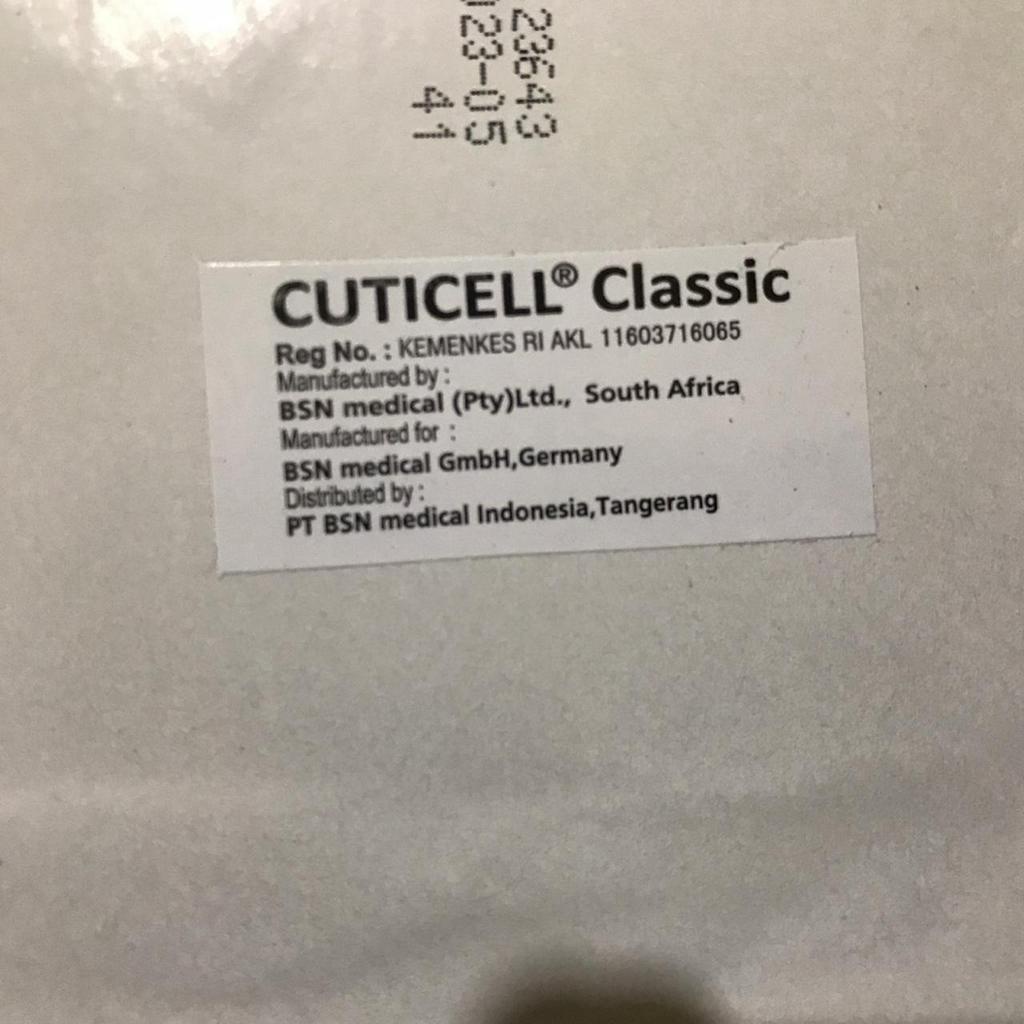 23643
023-05
41
CUTICELL® Classic
Reg No. : KEMENKES RI AKL 11603716065
Manufactured by :
BSN medical (Pty)Ltd., South Africa
Manufactured for :
BSN medical GmbH,Germany
Distributed by :
PT BSN medical Indonesia,Tangerang